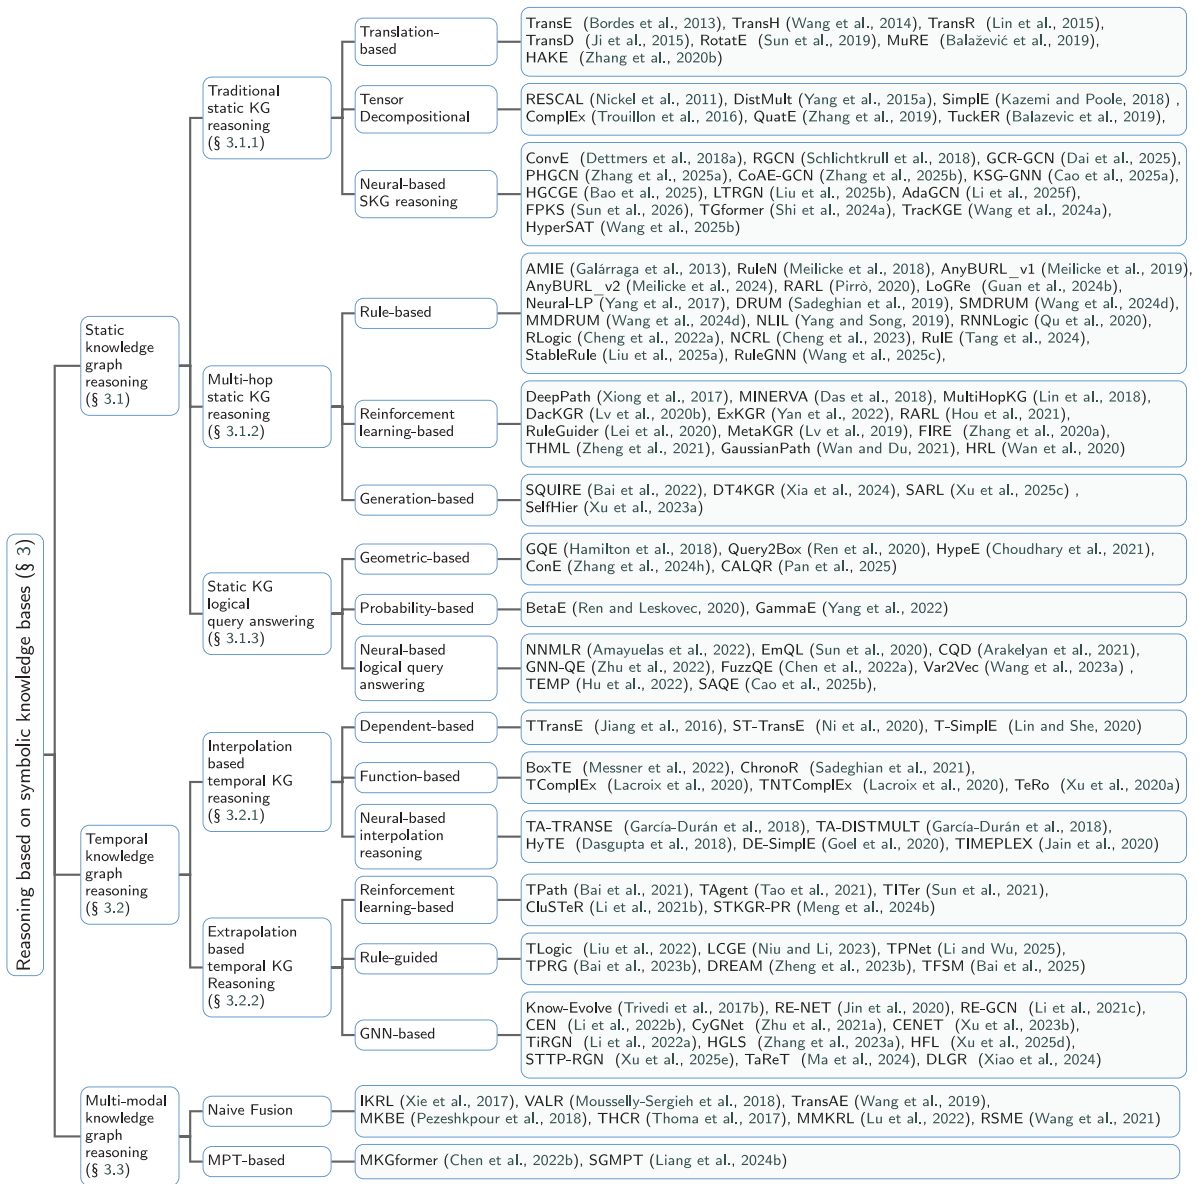 Reasoning based on symbolic knowledge bases (§ 3)
Static
knowledge
graph
reasoning
(§ 3.1)
Traditional
static KG
reasoning
(§ 3.1.1)
Translation-
based
TransE (Bordes et al., 2013), TransH (Wang et al., 2014), TransR (Lin et al., 2015),
TransD (Ji et al., 2015), RotatE (Sun et al., 2019), MuRE (Balažević et al., 2019),
HAKE (Zhang et al., 2020b)
Tensor
Decompositional
RESCAL (Nickel et al., 2011), DistMult (Yang et al., 2015a), SimplE (Kazemi and Poole, 2018) ,
ComplEx (Trouillon et al., 2016), QuatE (Zhang et al., 2019), TuckER (Balazevic et al., 2019),
Neural-based
SKG reasoning
ConvE (Dettmers et al., 2018a), RGCN (Schlichtkrull et al., 2018), GCR-GCN (Dai et al., 2025),
PHGCN (Zhang et al., 2025a), CoAE-GCN (Zhang et al., 2025b), KSG-GNN (Cao et al., 2025a),
HGCGE (Bao et al., 2025), LTRGN (Liu et al., 2025b), AdaGCN (Li et al., 2025f),
FPKS (Sun et al., 2026), TGformer (Shi et al., 2024a), TracKGE (Wang et al., 2024a),
HyperSAT (Wang et al., 2025b)
Multi-hop
static KG
reasoning
(§ 3.1.2)
Rule-based
AMIE (Galárraga et al., 2013), RuleN (Meilicke et al., 2018), AnyBURL_v1 (Meilicke et al., 2019),
AnyBURL_v2 (Meilicke et al., 2024), RARL (Pirrò, 2020), LoGRe (Guan et al., 2024b),
Neural-LP (Yang et al., 2017), DRUM (Sadeghian et al., 2019), SMDRUM (Wang et al., 2024d),
MMDRUM (Wang et al., 2024d), NLIL (Yang and Song, 2019), RNNLogic (Qu et al., 2020),
RLogic (Cheng et al., 2022a), NCRL (Cheng et al., 2023), RulE (Tang et al., 2024),
StableRule (Liu et al., 2025a), RuleGNN (Wang et al., 2025c),
Reinforcement
learning-based
DeepPath (Xiong et al., 2017), MINERVA (Das et al., 2018), MultiHopKG (Lin et al., 2018),
DacKGR (Lv et al., 2020b), ExKGR (Yan et al., 2022), RARL (Hou et al., 2021),
RuleGuider (Lei et al., 2020), MetaKGR (Lv et al., 2019), FIRE (Zhang et al., 2020a),
THML (Zheng et al., 2021), GaussianPath (Wan and Du, 2021), HRL (Wan et al., 2020)
Generation-based
SQUIRE (Bai et al., 2022), DT4KGR (Xia et al., 2024), SARL (Xu et al., 2025c) ,
SelfHier (Xu et al., 2023a)
Static KG
logical
query answering
(§ 3.1.3)
Geometric-based
GQE (Hamilton et al., 2018), Query2Box (Ren et al., 2020), HypeE (Choudhary et al., 2021),
ConE (Zhang et al., 2024h), CALQR (Pan et al., 2025)
Probability-based
BetaE (Ren and Leskovec, 2020), GammaE (Yang et al., 2022)
Neural-based
logical query
answering
NNMLR (Amayuelas et al., 2022), EmQL (Sun et al., 2020), CQD (Arakelyan et al., 2021),
GNN-QE (Zhu et al., 2022), FuzzQE (Chen et al., 2022a), Var2Vec (Wang et al., 2023a) ,
TEMP (Hu et al., 2022), SAQE (Cao et al., 2025b),
Temporal
knowledge
graph
reasoning
(§ 3.2)
Interpolation
based
temporal KG
reasoning
(§ 3.2.1)
Dependent-based
TTransE (Jiang et al., 2016), ST-TransE (Ni et al., 2020), T-SimplE (Lin and She, 2020)
Function-based
BoxTE (Messner et al., 2022), ChronoR (Sadeghian et al., 2021),
TComplEx (Lacroix et al., 2020), TNTComplEx (Lacroix et al., 2020), TeRo (Xu et al., 2020a)
Neural-based
interpolation
reasoning
TA-TRANSE (García-Durán et al., 2018), TA-DISTMULT (García-Durán et al., 2018),
HyTE (Dasgupta et al., 2018), DE-SimplE (Goel et al., 2020), TIMEPLEX (Jain et al., 2020)
Extrapolation
based
temporal KG
Reasoning
(§ 3.2.2)
Reinforcement
learning-based
TPath (Bai et al., 2021), TAgent (Tao et al., 2021), TITer (Sun et al., 2021),
CluSTeR (Li et al., 2021b), STKGR-PR (Meng et al., 2024b)
Rule-guided
TLogic (Liu et al., 2022), LCGE (Niu and Li, 2023), TPNet (Li and Wu, 2025),
TPRG (Bai et al., 2023b), DREAM (Zheng et al., 2023b), TFSM (Bai et al., 2025)
GNN-based
Know-Evolve (Trivedi et al., 2017b), RE-NET (Jin et al., 2020), RE-GCN (Li et al., 2021c),
CEN (Li et al., 2022b), CyGNet (Zhu et al., 2021a), CENET (Xu et al., 2023b),
TiRGN (Li et al., 2022a), HGLS (Zhang et al., 2023a), HFL (Xu et al., 2025d),
STTP-RGN (Xu et al., 2025e), TaReT (Ma et al., 2024), DLGR (Xiao et al., 2024)
Multi-modal
knowledge
graph
reasoning
(§ 3.3)
Naive Fusion
IKRL (Xie et al., 2017), VALR (Mousselly-Sergieh et al., 2018), TransAE (Wang et al., 2019),
MKBE (Pezeshkpour et al., 2018), THCR (Thoma et al., 2017), MMKRL (Lu et al., 2022), RSME (Wang et al., 2021)
MPT-based
MKGformer (Chen et al., 2022b), SGMPT (Liang et al., 2024b)